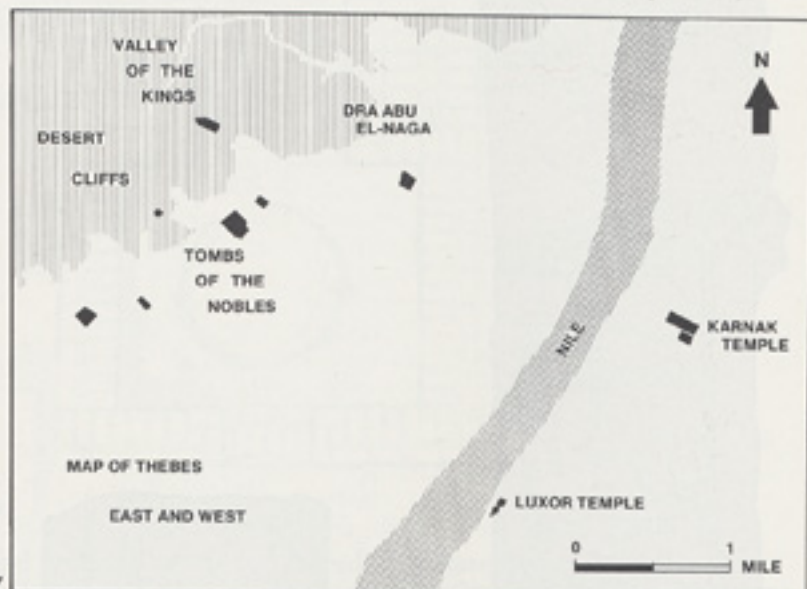 VALLEY
OF THE
KINGS
N
DRA ABU
EL-NAGA
DESERT
CLIFFS
TOMBS
OF THE
NOBLES
NILE
KARNAK
TEMPLE
MAP OF THEBES
EAST AND WEST
LUXOR TEMPLE
0 1
MILE